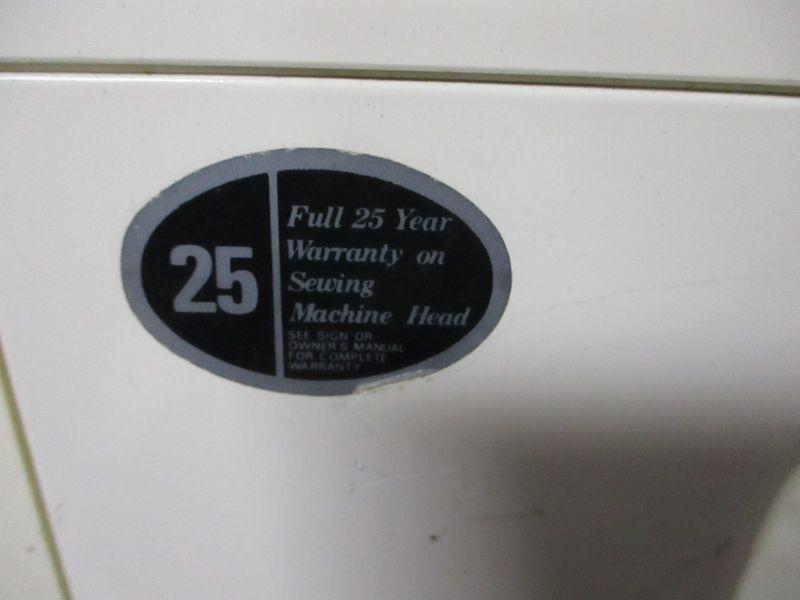 25
Full 25 Year
Warranty on
Sewing
Machine Head
SEE SIGN OR
OWNER'S MANUAL
FOR COMPLETE
WARRANTY